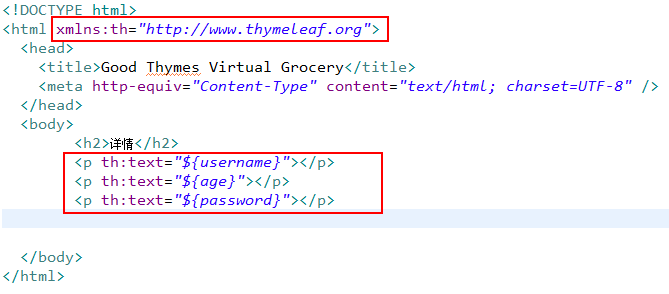 <!DOCTYPE html>
<html xmlns:th="http://www.thymeleaf.org">
<head>
<title>Good Thymes Virtual Grocery</title>
<meta http-equiv="Content-Type" content="text/html; charset=UTF-8" />
</head>
<body>
<h2>详情</h2>
<p th:text="${username}"></p>
<p th:text="${age}"></p>
<p th:text="${password}"></p>
</body>
</html>